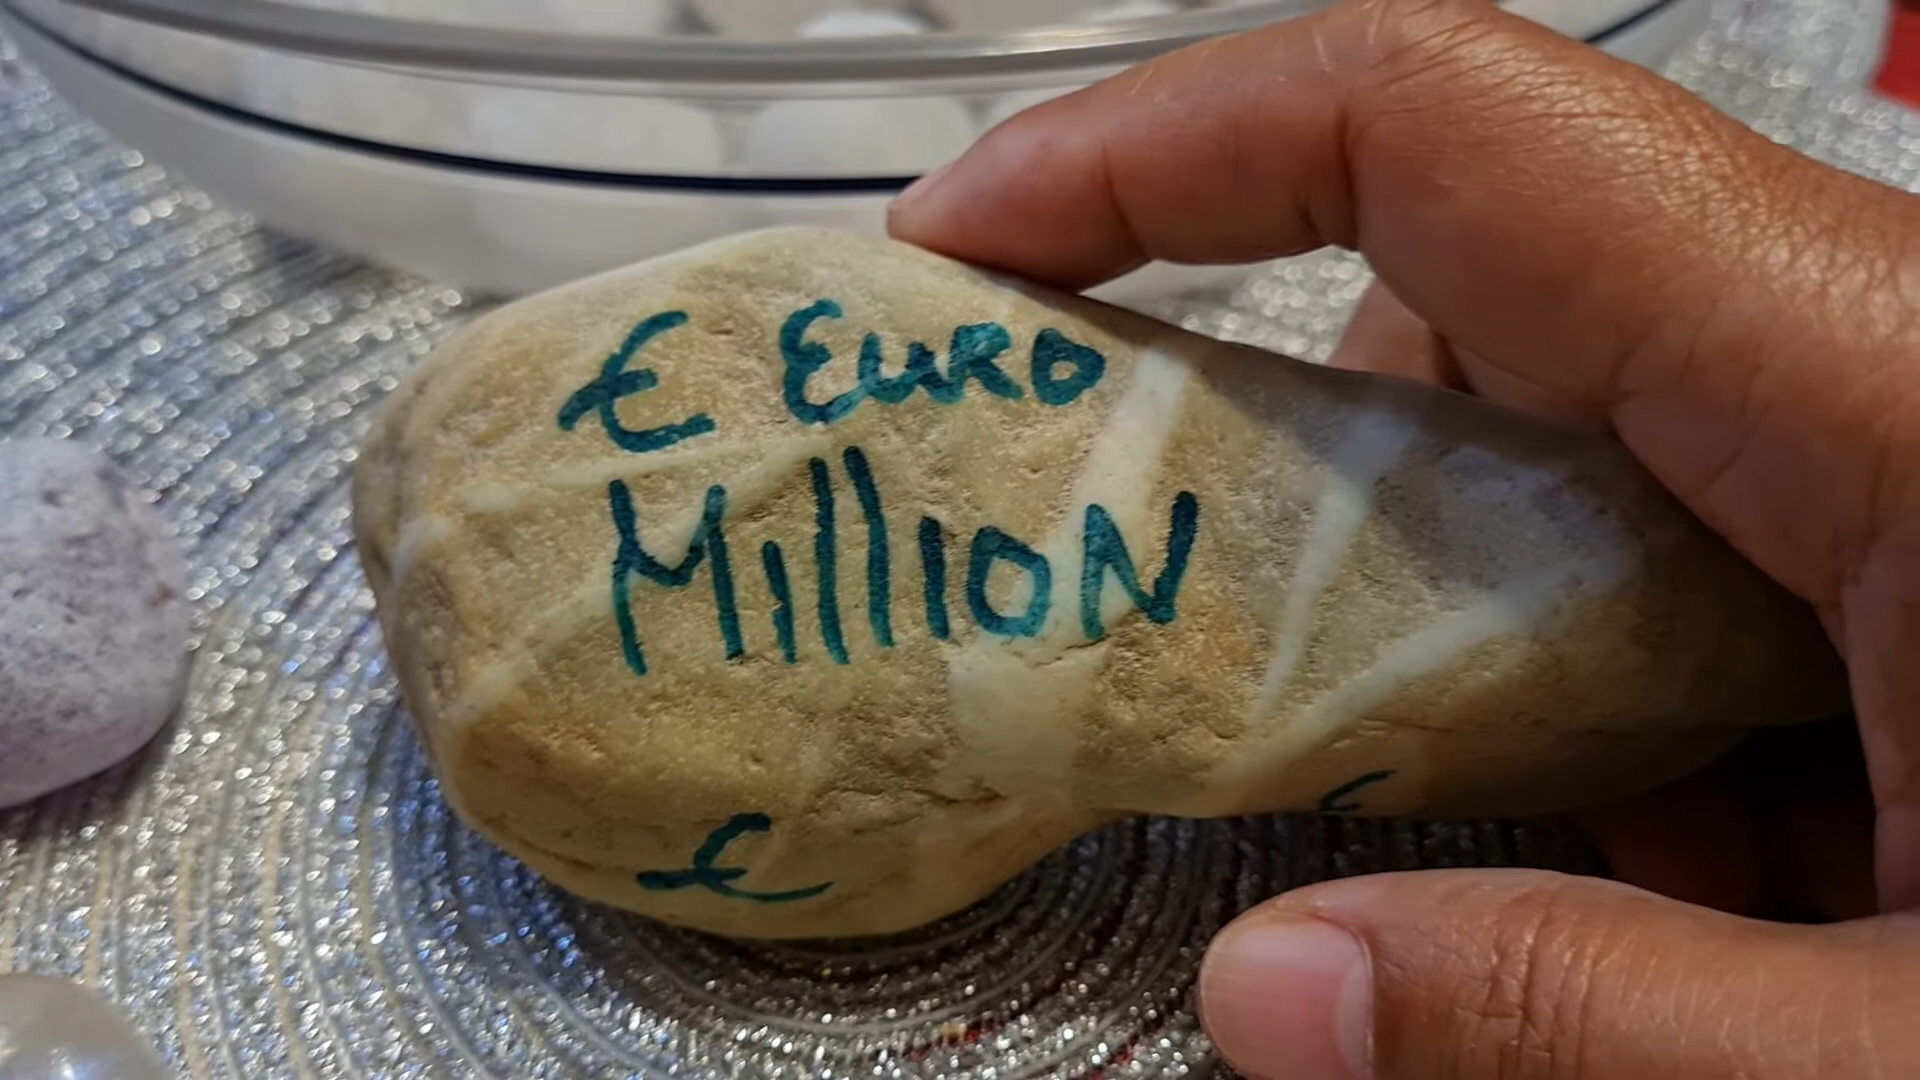 € EURO
MillION
€
€